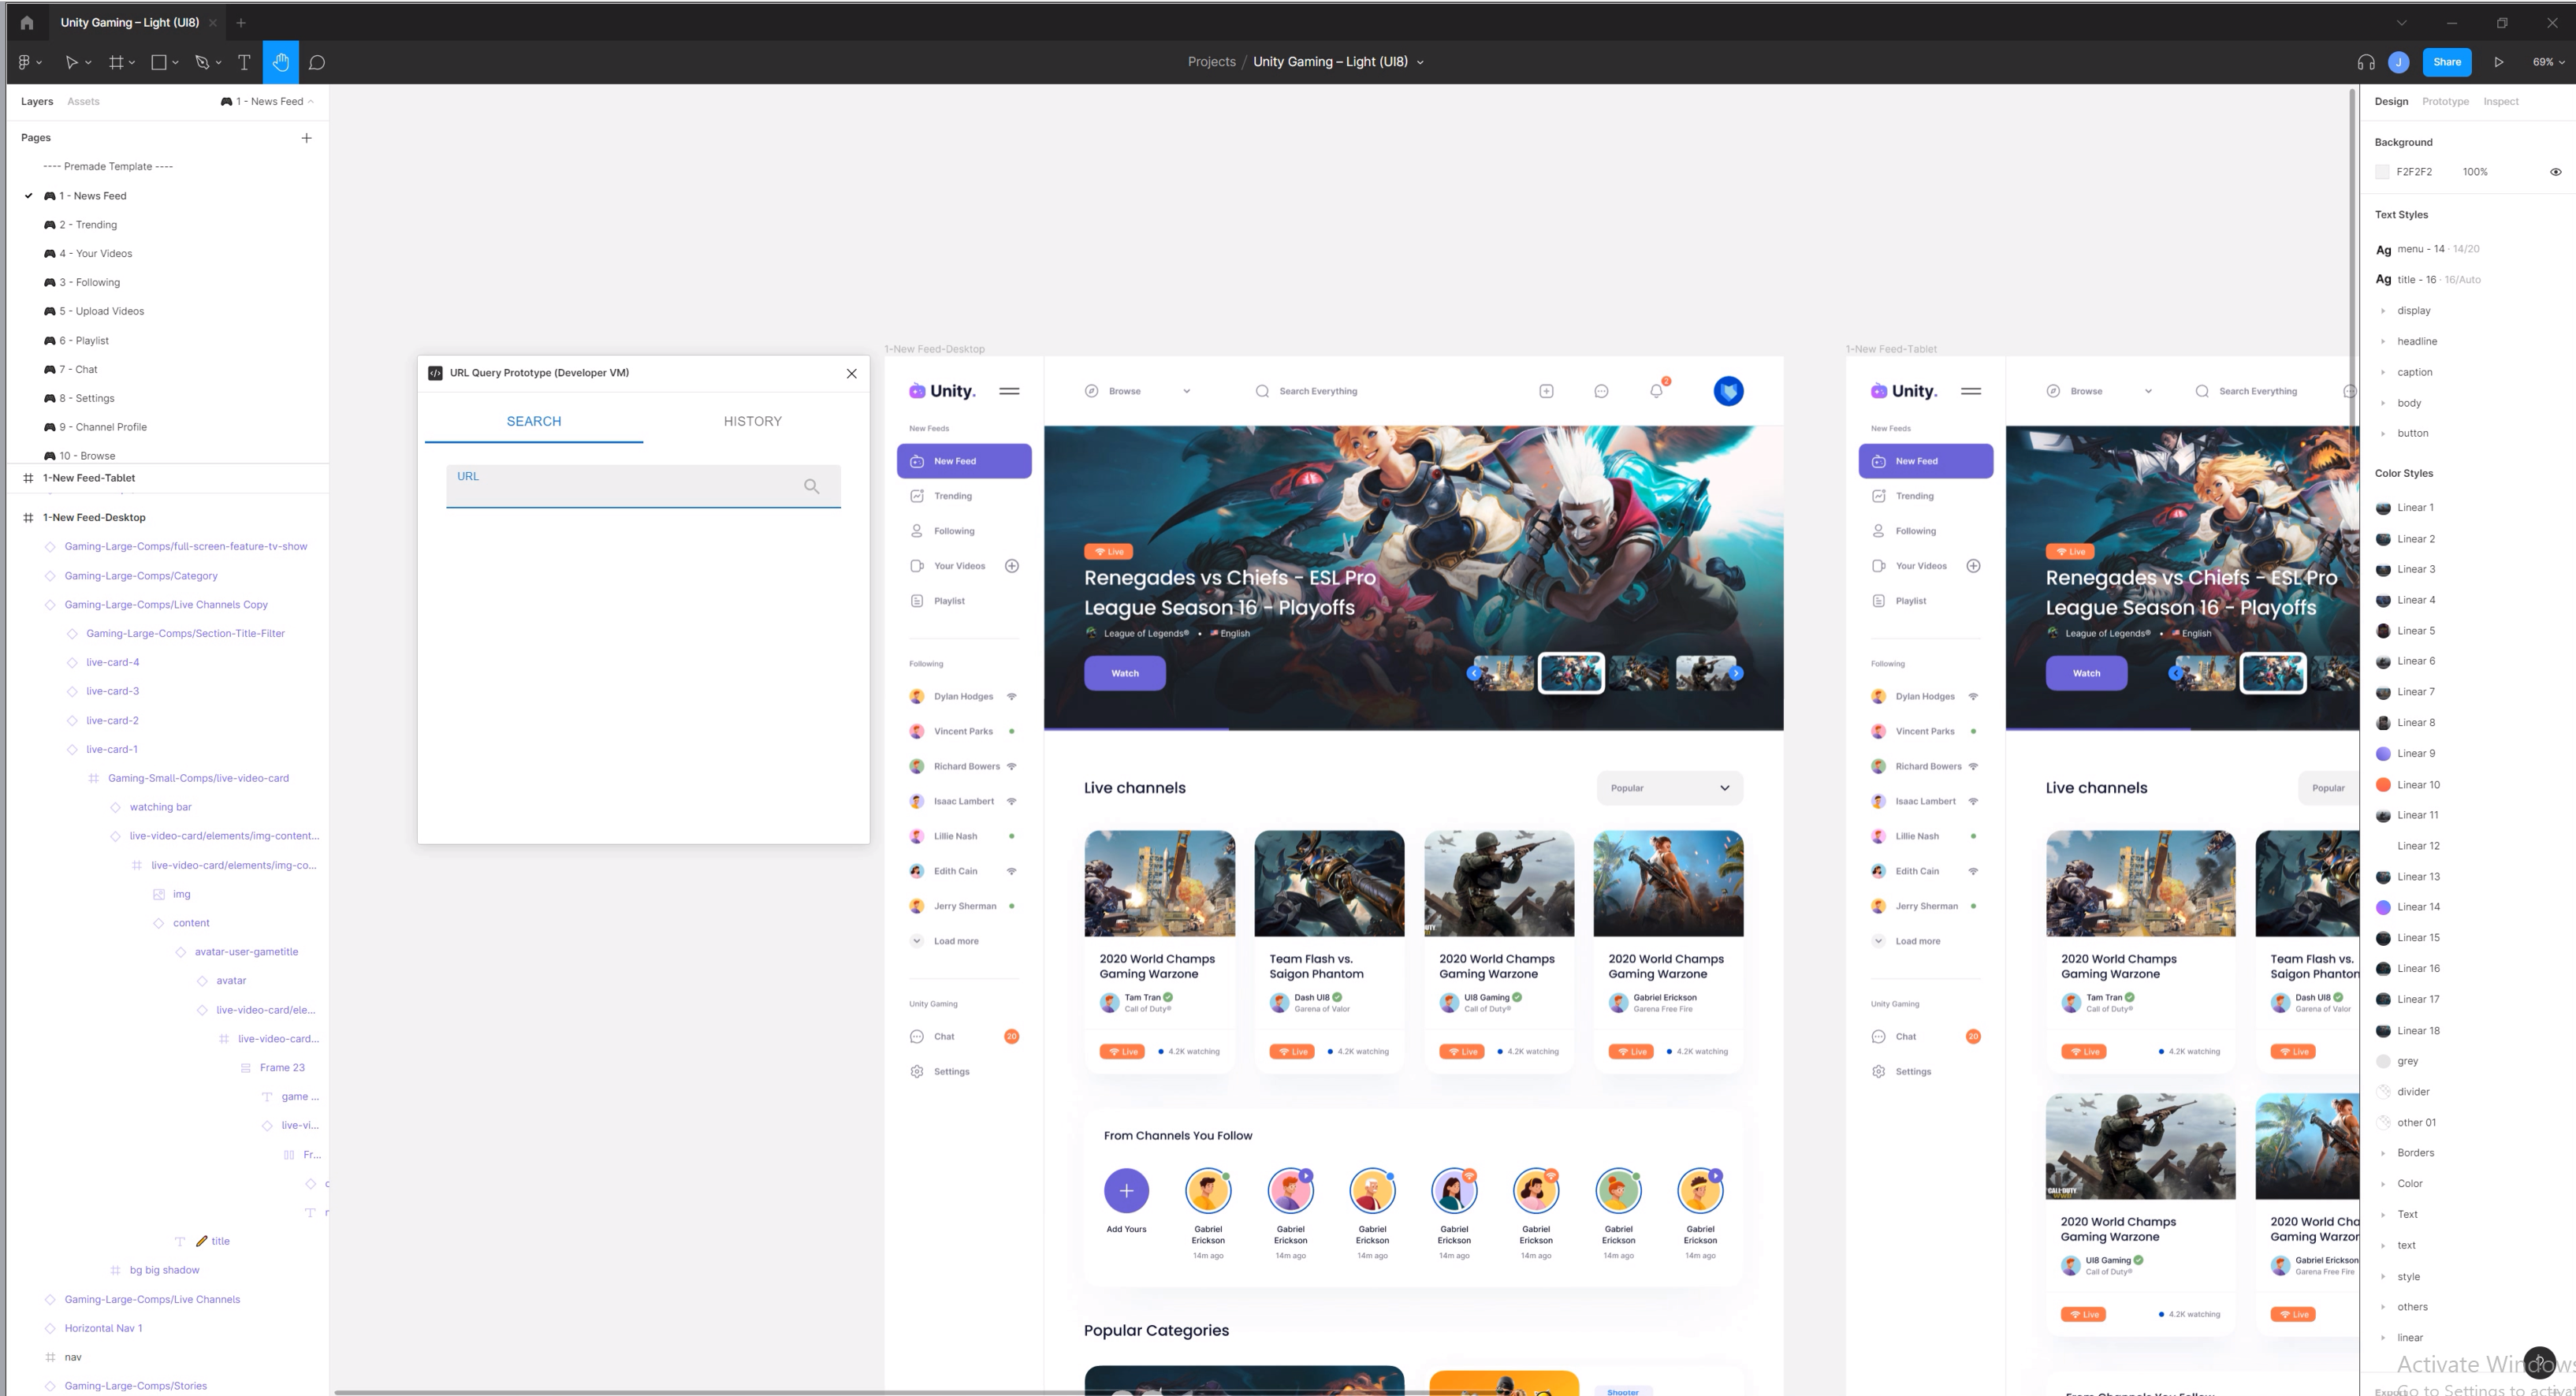 Unity Gaming – Light (UI8)
Projects / Unity Gaming – Light (UI8)
J
Share
69%
Layers
Assets
1 - News Feed
Pages
---- Premade Template ----
1 - News Feed
2 - Trending
4 - Your Videos
3 - Following
5 - Upload Videos
6 - Playlist
7 - Chat
8 - Settings
9 - Channel Profile
10 - Browse
1-New Feed-Tablet
1-New Feed-Desktop
Gaming-Large-Comps/full-screen-feature-tv-show
Gaming-Large-Comps/Category
Gaming-Large-Comps/Live Channels Copy
Gaming-Large-Comps/Section-Title-Filter
live-card-4
live-card-3
live-card-2
live-card-1
Gaming-Small-Comps/live-video-card
watching bar
live-video-card/elements/img-content...
live-video-card/elements/img-co...
img
content
avatar-user-gametitle
avatar
live-video-card/ele...
live-video-card...
Frame 23
game ...
live-vi...
Fr...
title
bg big shadow
Gaming-Large-Comps/Live Channels
Horizontal Nav 1
nav
Gaming-Large-Comps/Stories
URL Query Prototype (Developer VM)
SEARCH
HISTORY
URL
1-New Feed-Desktop
Unity.
Browse
Search Everything
2
New Feeds
New Feed
Trending
Following
Your Videos
Playlist
Following
Dylan Hodges
Vincent Parks
Richard Bowers
Isaac Lambert
Lillie Nash
Edith Cain
Jerry Sherman
Load more
Unity Gaming
Chat
20
Settings
Live
Renegades vs Chiefs - ESL Pro
League Season 16 - Playoffs
League of Legends® • English
Watch
Live channels
Popular
2020 World Champs
Gaming Warzone
Tam Tran
Call of Duty®
Live
4.2K watching
Team Flash vs.
Saigon Phantom
Dash UI8
Garena of Valor
Live
4.2K watching
2020 World Champs
Gaming Warzone
UI8 Gaming
Call of Duty®
Live
4.2K watching
2020 World Champs
Gaming Warzone
Gabriel Erickson
Garena Free Fire
Live
4.2K watching
From Channels You Follow
Add Yours
Gabriel
Erickson
14m ago
Gabriel
Erickson
14m ago
Gabriel
Erickson
14m ago
Gabriel
Erickson
14m ago
Gabriel
Erickson
14m ago
Gabriel
Erickson
14m ago
Gabriel
Erickson
14m ago
Popular Categories
Shooter
1-New Feed-Tablet
Unity.
Browse
Search Everything
New Feeds
New Feed
Trending
Following
Your Videos
Playlist
Following
Dylan Hodges
Vincent Parks
Richard Bowers
Isaac Lambert
Lillie Nash
Edith Cain
Jerry Sherman
Load more
Unity Gaming
Chat
20
Settings
Live
Renegades vs Chiefs - ESL Pro
League Season 16 - Playoffs
League of Legends® • English
Watch
Live channels
Popular
2020 World Champs
Gaming Warzone
Tam Tran
Call of Duty®
Live
4.2K watching
Team Flash vs.
Saigon Phantom
Dash UI8
Garena of Valor
Live
CALL OF DUTY
WWII
2020 World Champs
Gaming Warzone
UI8 Gaming
Call of Duty®
Live
4.2K watching
2020 World Cha
Gaming Warzor
Gabriel Erickson
Garena Free Fire
Live
Design
Prototype
Inspect
Background
F2F2F2
100%
Text Styles
Ag menu - 14 · 14/20
Ag title - 16 · 16/Auto
display
headline
caption
body
button
Color Styles
Linear 1
Linear 2
Linear 3
Linear 4
Linear 5
Linear 6
Linear 7
Linear 8
Linear 9
Linear 10
Linear 11
Linear 12
Linear 13
Linear 14
Linear 15
Linear 16
Linear 17
Linear 18
grey
divider
other 01
Borders
Color
Text
text
style
others
linear
Activate Windows
Export
Go to Settings to activa